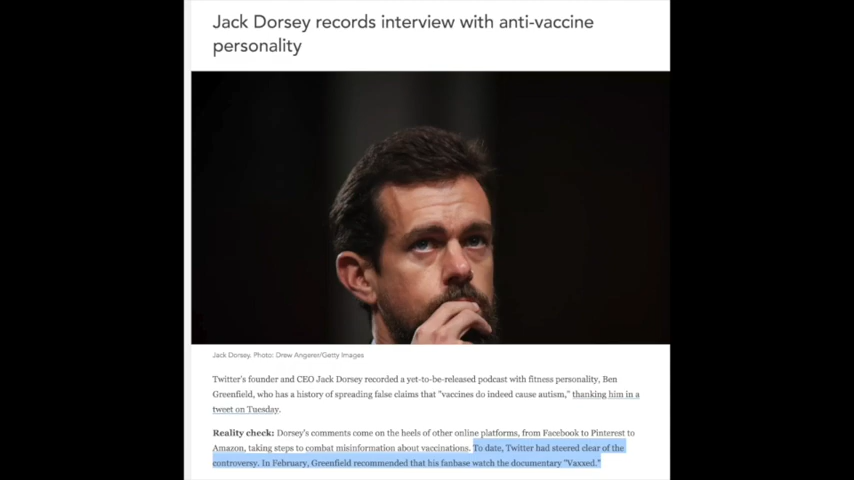 Jack Dorsey records interview with anti-vaccine
personality
Jack Dorsey. Photo: Drew Angerer/Getty Images
Twitter's founder and CEO Jack Dorsey recorded a yet-to-be-released podcast with fitness personality, Ben
Greenfield, who has a history of spreading false claims that "vaccines do indeed cause autism," thanking him in a
tweet on Tuesday.
Reality check: Dorsey's comments come on the heels of other online platforms, from Facebook to Pinterest to
Amazon, taking steps to combat misinformation about vaccinations. To date, Twitter had steered clear of the
controversy. In February, Greenfield recommended that his fanbase watch the documentary "Vaxxed."